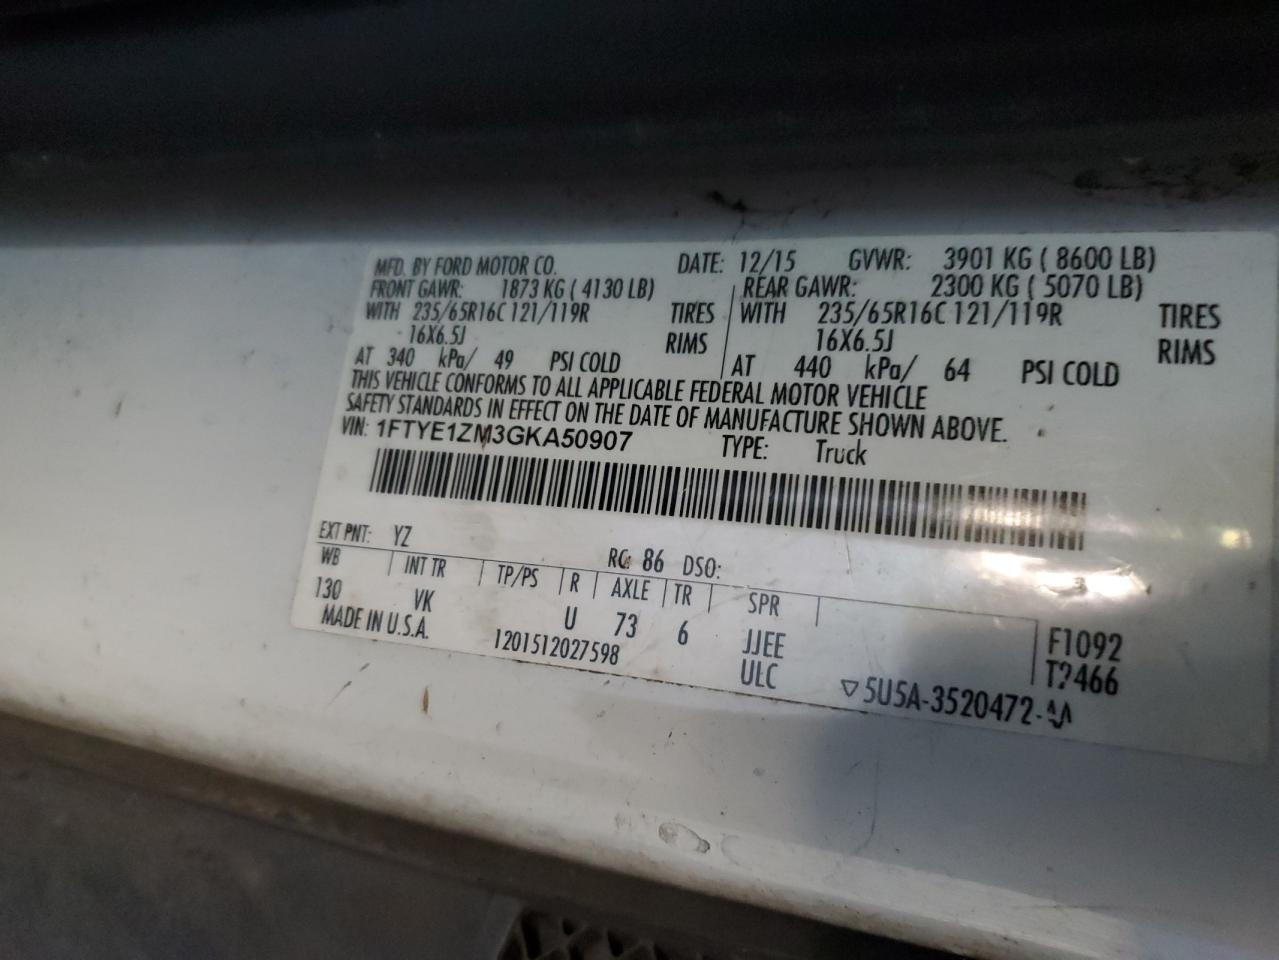 MFD. BY FORD MOTOR CO. DATE: 12/15 GVWR: 3901 KG ( 8600 LB)
FRONT GAWR: 1873 KG ( 4130 LB) REAR GAWR: 2300 KG ( 5070 LB)
WITH 235/65R16C 121/119R TIRES WITH 235/65R16C 121/119R TIRES
16X6.5J RIMS 16X6.5J RIMS
AT 340 kPa/ 49 PSI COLD AT 440 kPa/ 64 PSI COLD
THIS VEHICLE CONFORMS TO ALL APPLICABLE FEDERAL MOTOR VEHICLE
SAFETY STANDARDS IN EFFECT ON THE DATE OF MANUFACTURE SHOWN ABOVE.
VIN: 1FTYE1ZM3GKA50907 TYPE: Truck
EXT PNT: YZ RC 86 DSO:
WB INT TR TP/PS R AXLE TR SPR
130 VK U 73 6 JJEE F1092
MADE IN U.S.A. 1201512027598 ULC
▽5U5A-3520472-